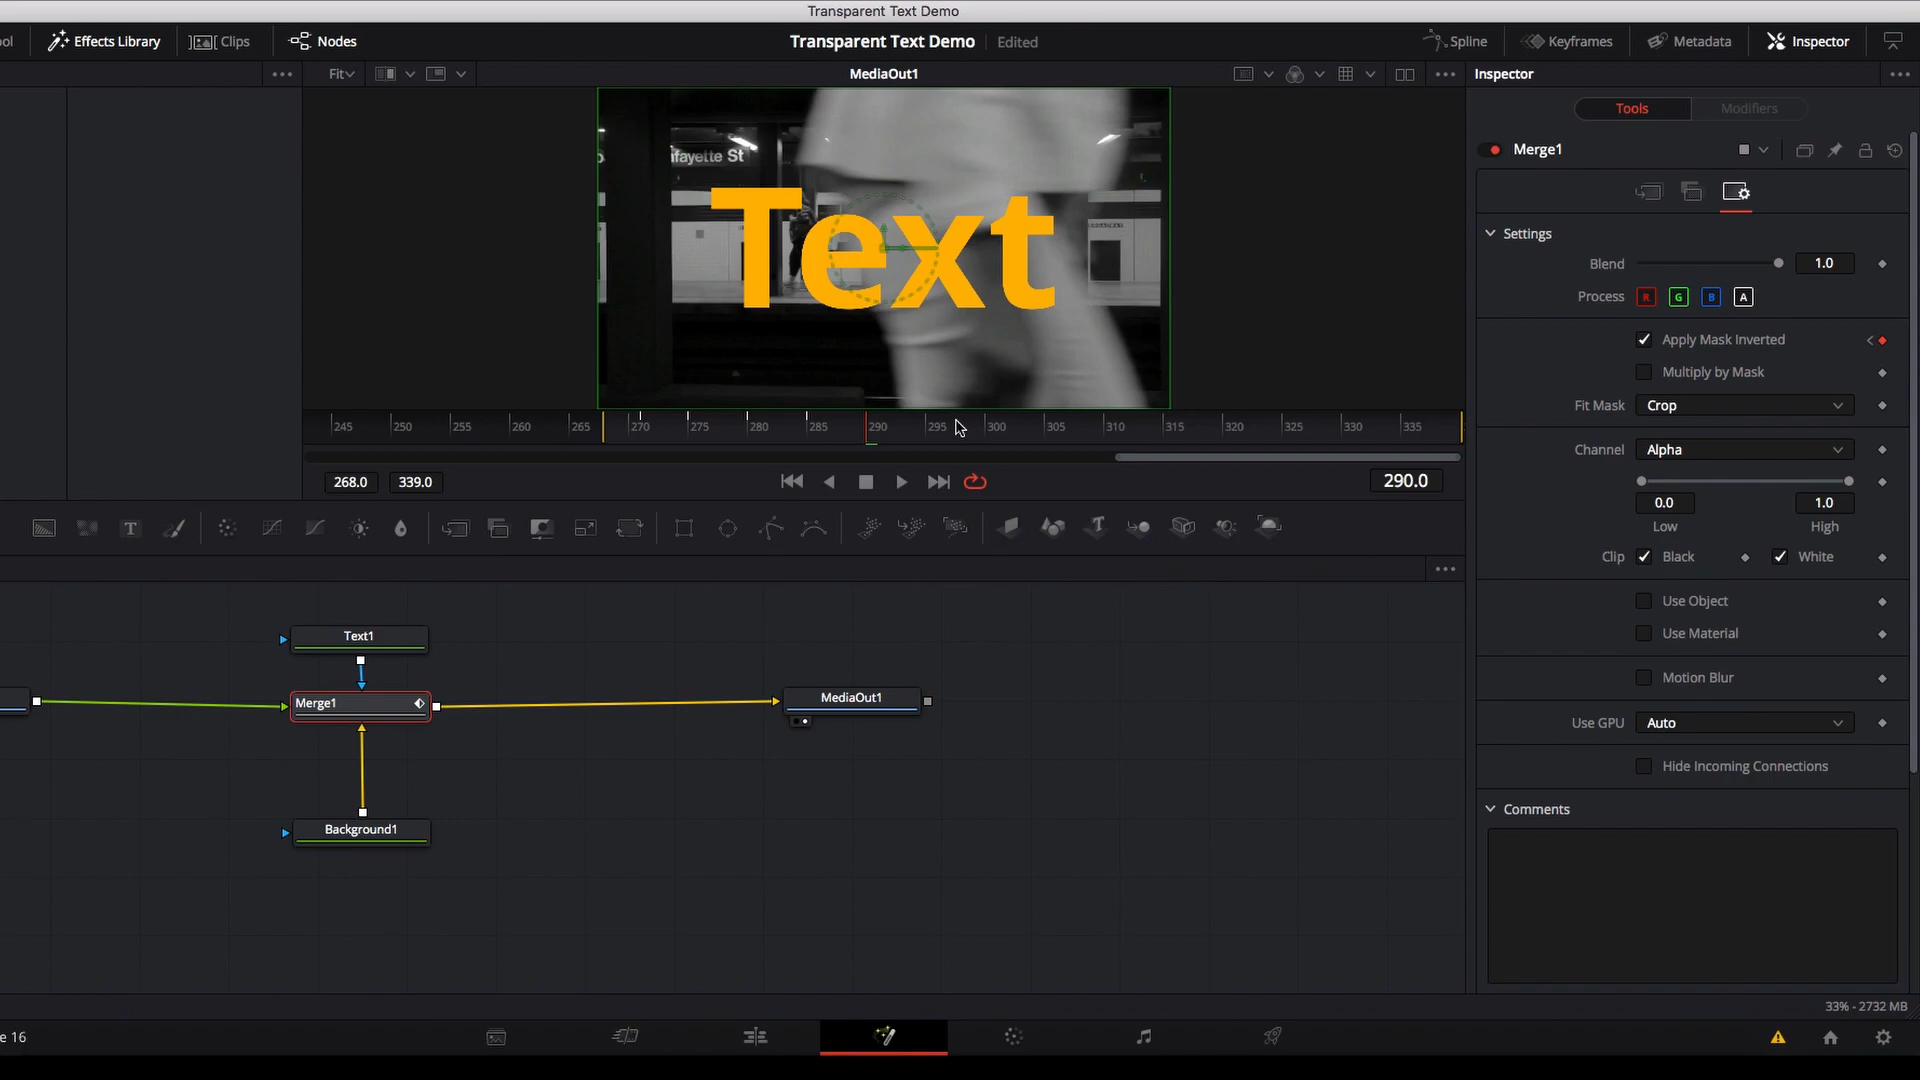 Transparent Text Demo
ol
Effects Library
Clips
Nodes
Transparent Text Demo
Edited
Spline
Keyframes
Metadata
Inspector
Fit
MediaOut1
Inspector
Tools
Modifiers
Merge1
Settings
Blend
1.0
Process
R
G
B
A
Apply Mask Inverted
Multiply by Mask
Fit Mask
Crop
Channel
Alpha
0.0
1.0
Low
High
Clip
Black
White
Use Object
Use Material
Motion Blur
Use GPU
Auto
Hide Incoming Connections
Comments
fayette St
BROADWAY
Text
245 250 255 260 265 270 275 280 285 290 295 300 305 310 315 320 325 330 335
268.0
339.0
290.0
T
Text1
Merge1
MediaOut1
Background1
33% - 2732 MB
e 16